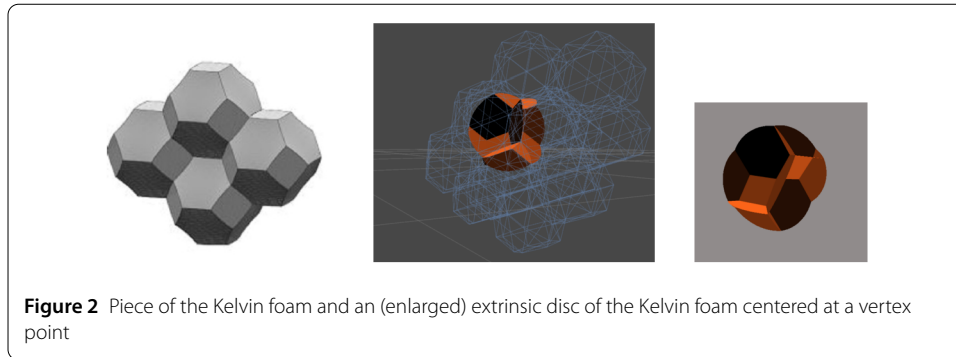 Figure 2 Piece of the Kelvin foam and an (enlarged) extrinsic disc of the Kelvin foam centered at a vertex
point